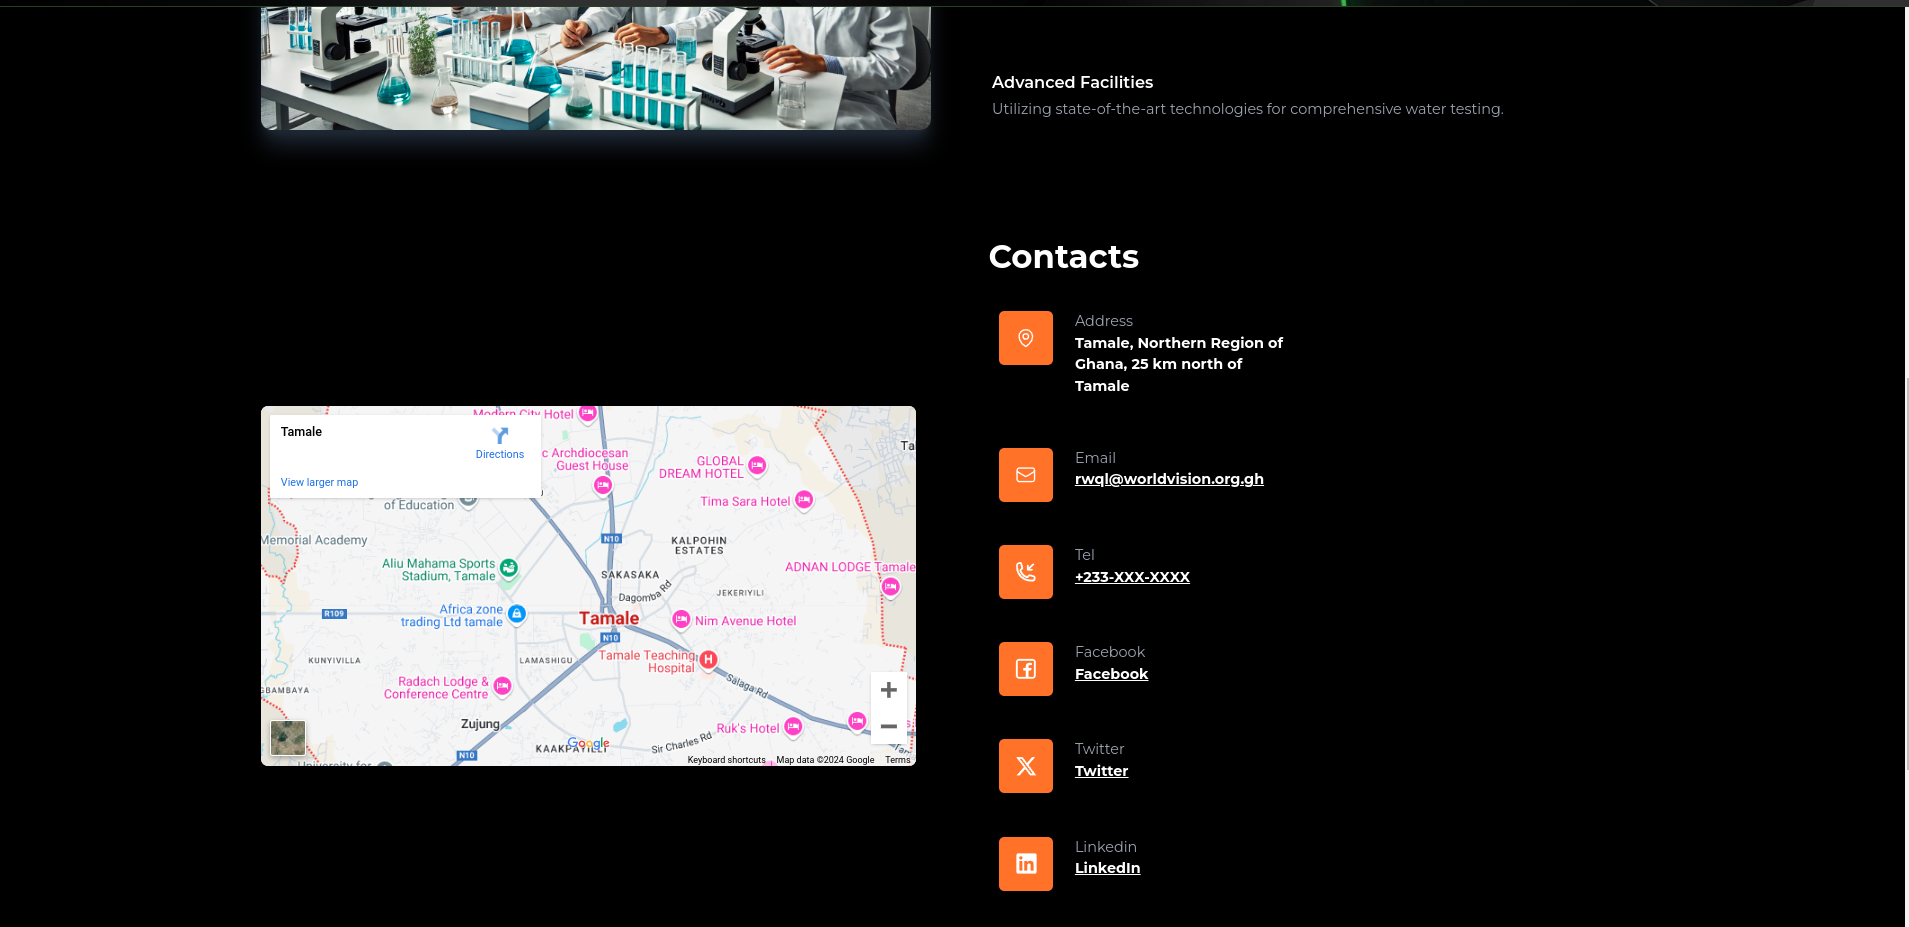 Advanced Facilities
Utilizing state-of-the-art technologies for comprehensive water testing.
Contacts
Address
Tamale, Northern Region of
Ghana, 25 km north of
Tamale
Email
rwql@worldvision.org.gh
Tel
+233-XXX-XXXX
Facebook
Facebook
Twitter
Twitter
Linkedin
LinkedIn
Tamale
Directions
View larger map
Modern City Hotel
c Archdiocesan
Guest House
GLOBAL
DREAM HOTEL
Ta
Tima Sara Hotel
of Education
Memorial Academy
N10
KALPOHIN
ESTATES
Aliu Mahama Sports
Stadium, Tamale
SAKASAKA
ADNAN LODGE Tamale
Dagomba Rd
JEKERIYILI
R109
Africa zone
trading Ltd tamale
Tamale
Nim Avenue Hotel
N10
KUNYIVILLA
LAMASHIGU
Tamale Teaching
Hospital
H
Radach Lodge &
Conference Centre
GBAMBAYA
Salaga Rd
Zujung
Ruk's Hotel
KAAKPAYILLI
Google
Sir Charles Rd
N10
University for
Keyboard shortcuts
Map data ©2024 Google
Terms